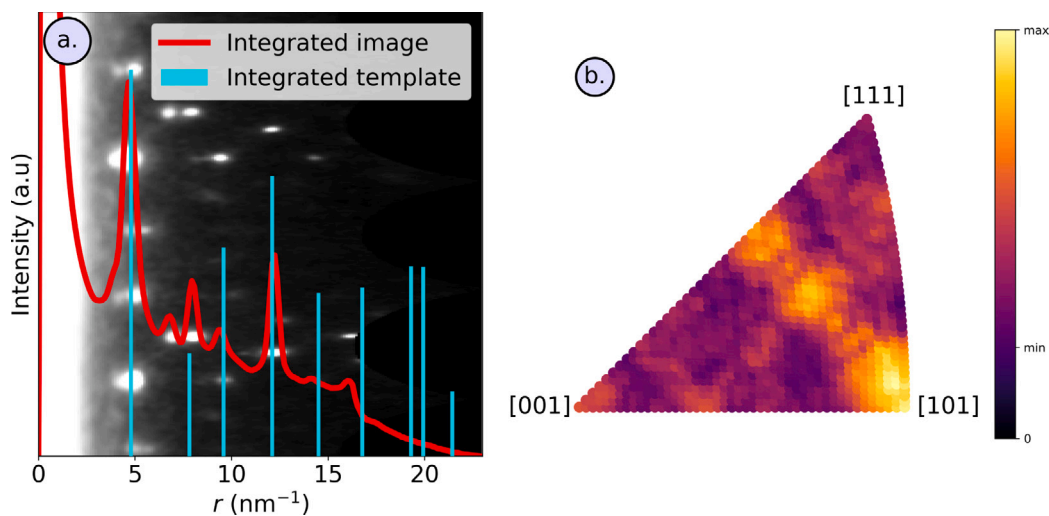 a.
Integrated image
Integrated template
Intensity (a.u)
0 5 10 15 20
r (nm⁻¹)
b.
[111]
[001]
[101]
max
min
0